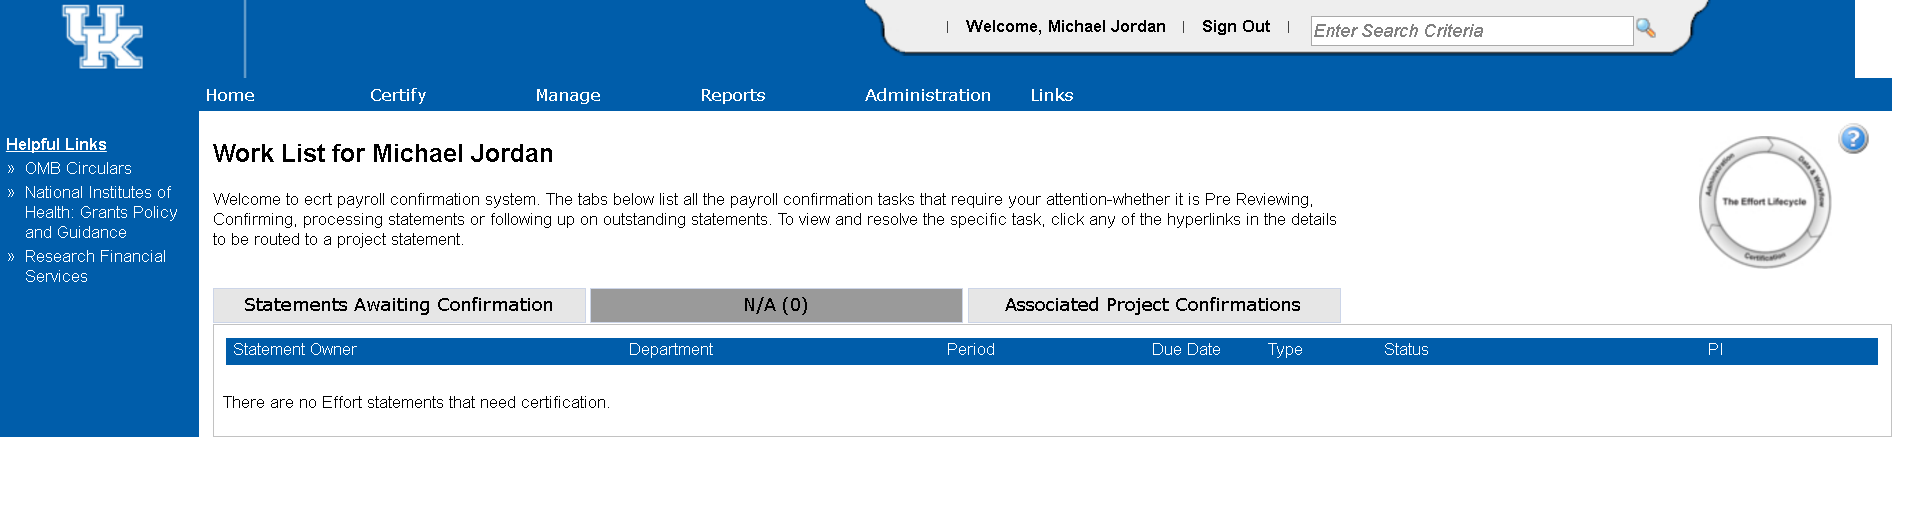 UK
| Welcome, Michael Jordan | Sign Out | Enter Search Criteria
Home Certify Manage Reports Administration Links
Helpful Links
» OMB Circulars
» National Institutes of
Health: Grants Policy
and Guidance
» Research Financial
Services
Work List for Michael Jordan
Welcome to ecrt payroll confirmation system. The tabs below list all the payroll confirmation tasks that require your attention-whether it is Pre Reviewing,
Confirming, processing statements or following up on outstanding statements. To view and resolve the specific task, click any of the hyperlinks in the details
to be routed to a project statement.
?
Administration
Data & Workflow
The Effort Lifecycle
Certification
Statements Awaiting Confirmation N/A (0) Associated Project Confirmations
Statement Owner Department Period Due Date Type Status PI
There are no Effort statements that need certification.